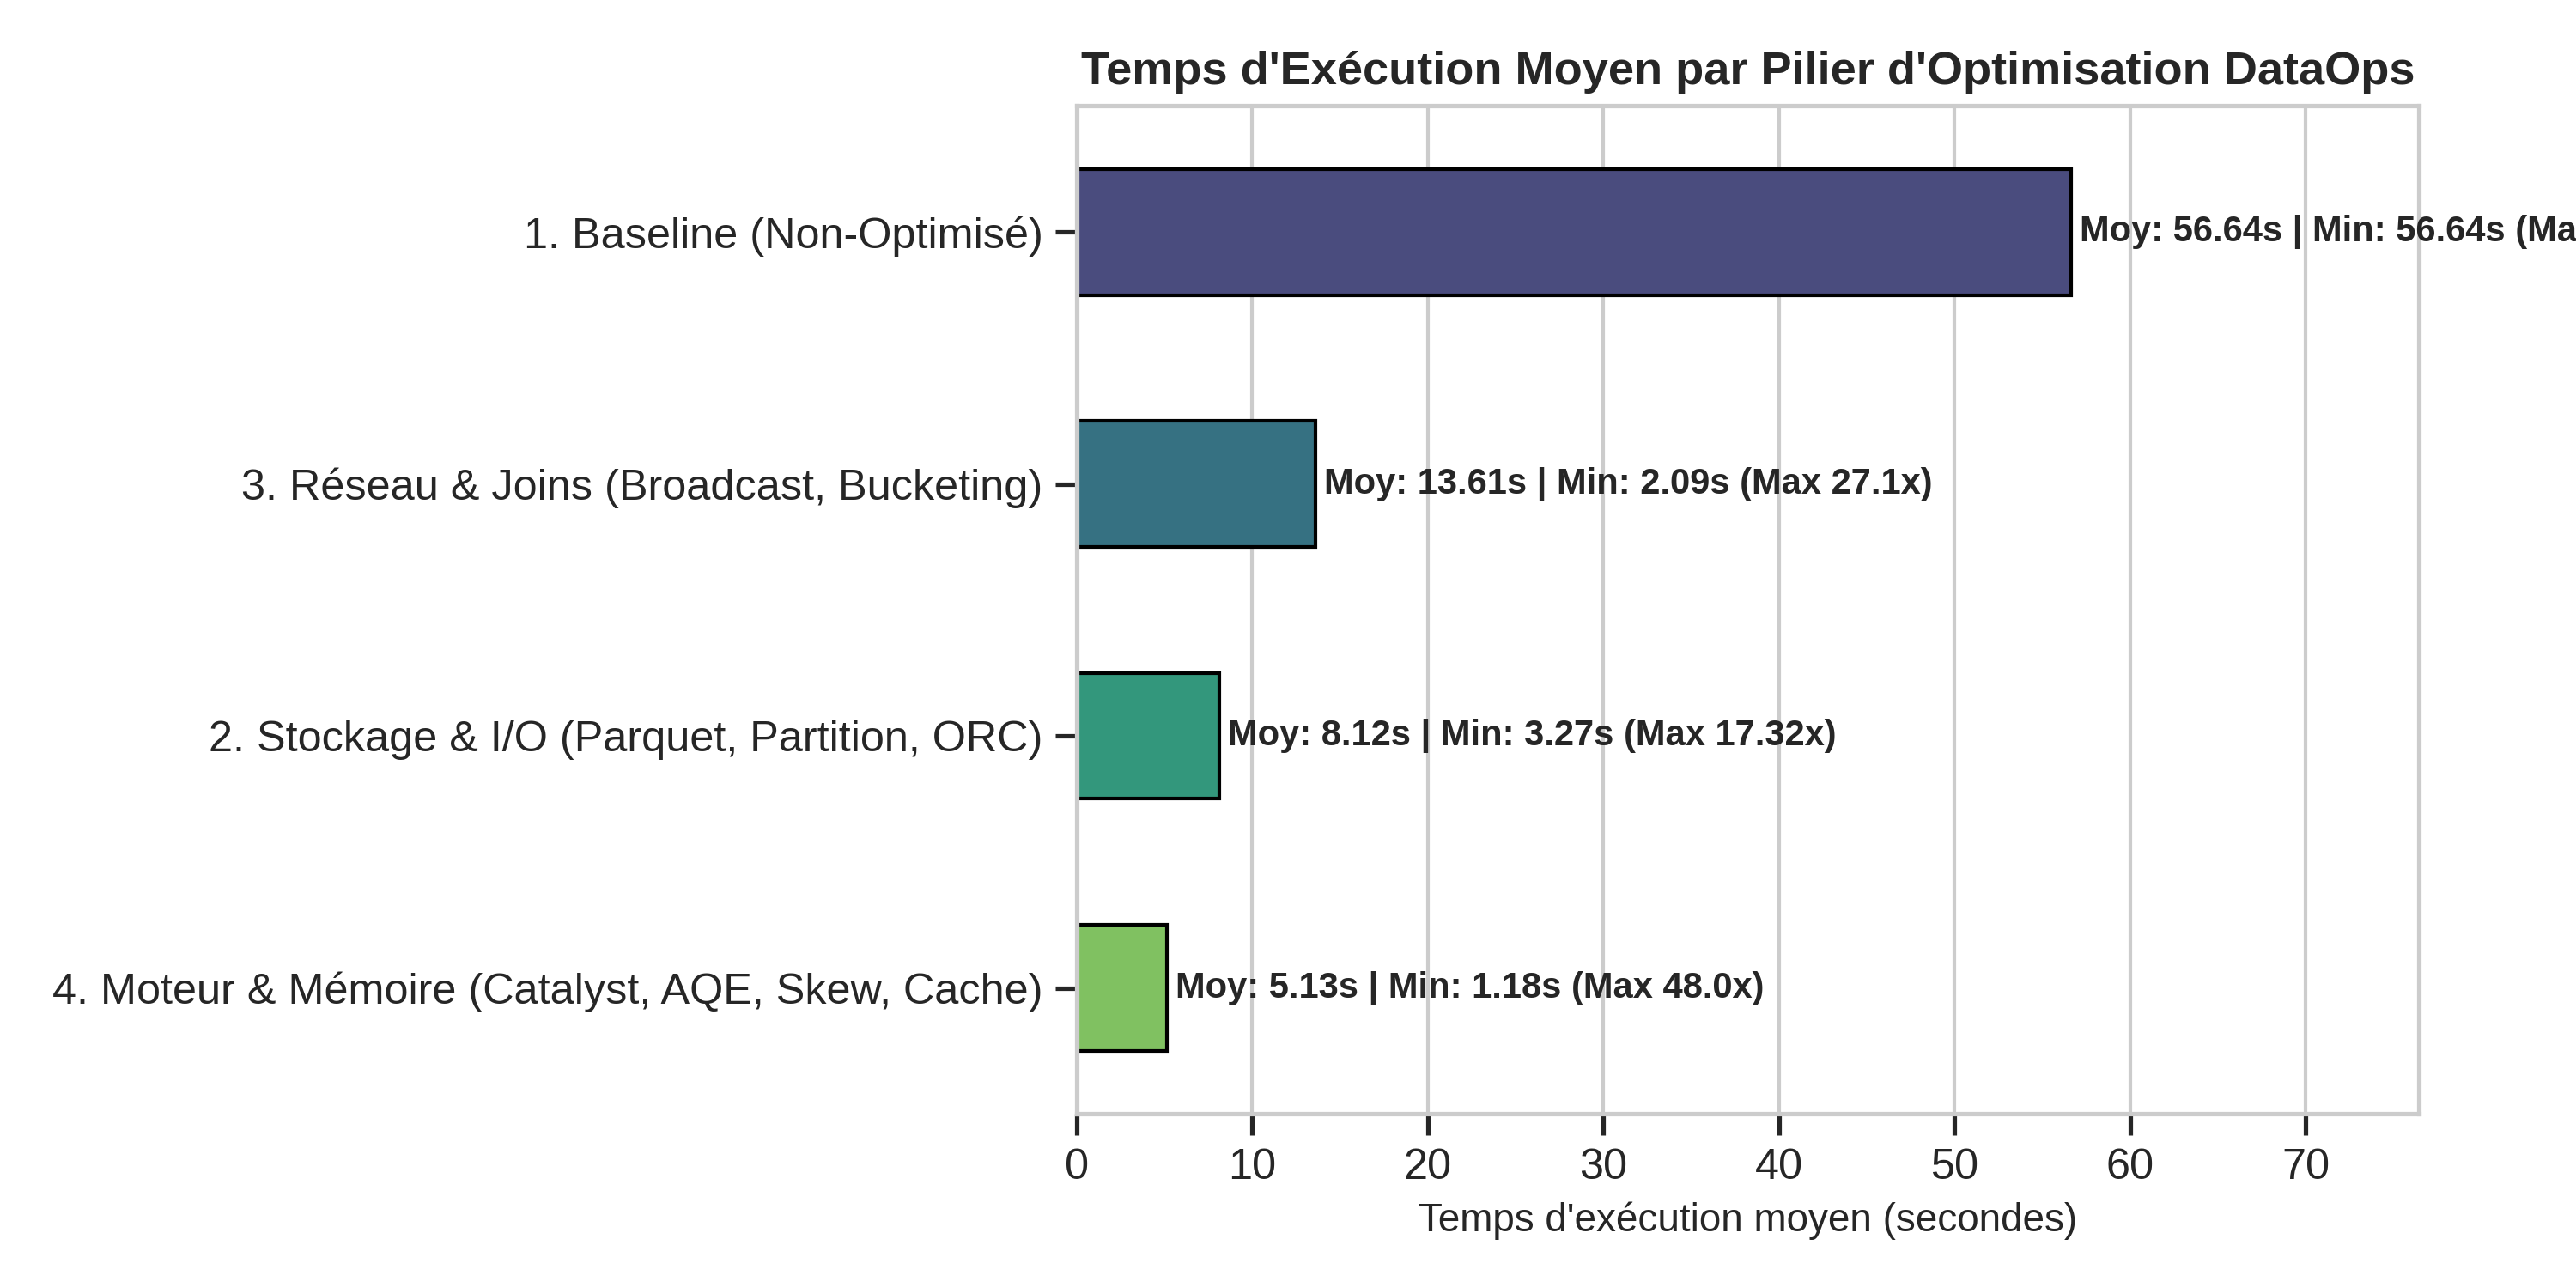 Temps d'Exécution Moyen par Pilier d'Optimisation DataOps
1. Baseline (Non-Optimisé)
Moy: 56.64s | Min: 56.64s (Ma
3. Réseau & Joins (Broadcast, Bucketing)
Moy: 13.61s | Min: 2.09s (Max 27.1x)
2. Stockage & I/O (Parquet, Partition, ORC)
Moy: 8.12s | Min: 3.27s (Max 17.32x)
4. Moteur & Mémoire (Catalyst, AQE, Skew, Cache)
Moy: 5.13s | Min: 1.18s (Max 48.0x)
0 10 20 30 40 50 60 70
Temps d'exécution moyen (secondes)